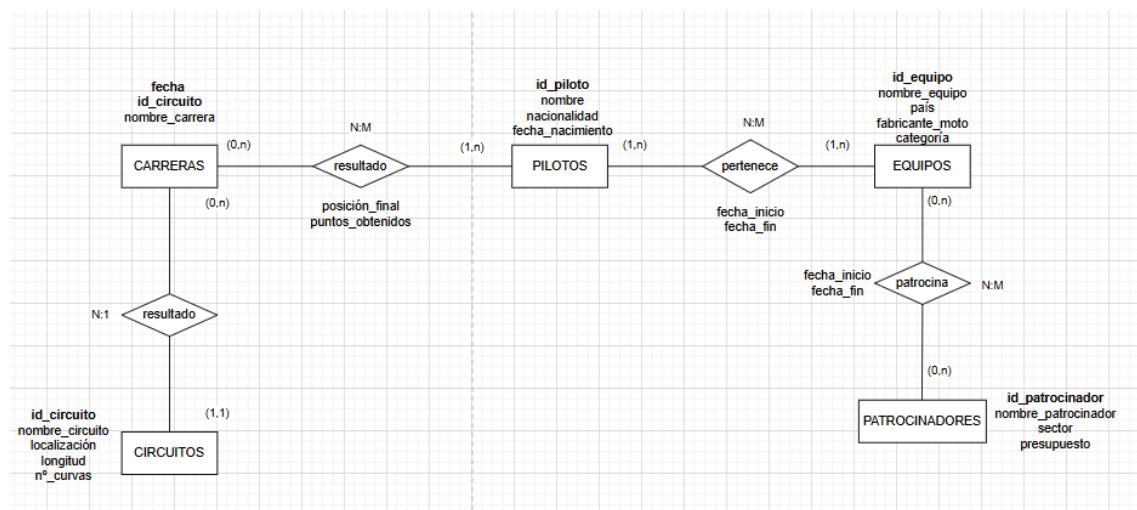 fecha
id_circuito
nombre_carrera
CARRERAS
(0,n)
N:M
resultado
posición_final
puntos_obtenidos
(1,n)
id_piloto
nombre
nacionalidad
fecha_nacimiento
PILOTOS
(1,n)
N:M
pertenece
fecha_inicio
fecha_fin
(1,n)
id_equipo
nombre_equipo
país
fabricante_moto
categoría
EQUIPOS
(0,n)
(0,n)
fecha_inicio
fecha_fin
patrocina
N:M
N:1
resultado
(0,n)
(1,1)
id_circuito
nombre_circuito
localización
longitud
nº_curvas
CIRCUITOS
PATROCINADORES
id_patrocinador
nombre_patrocinador
sector
presupuesto